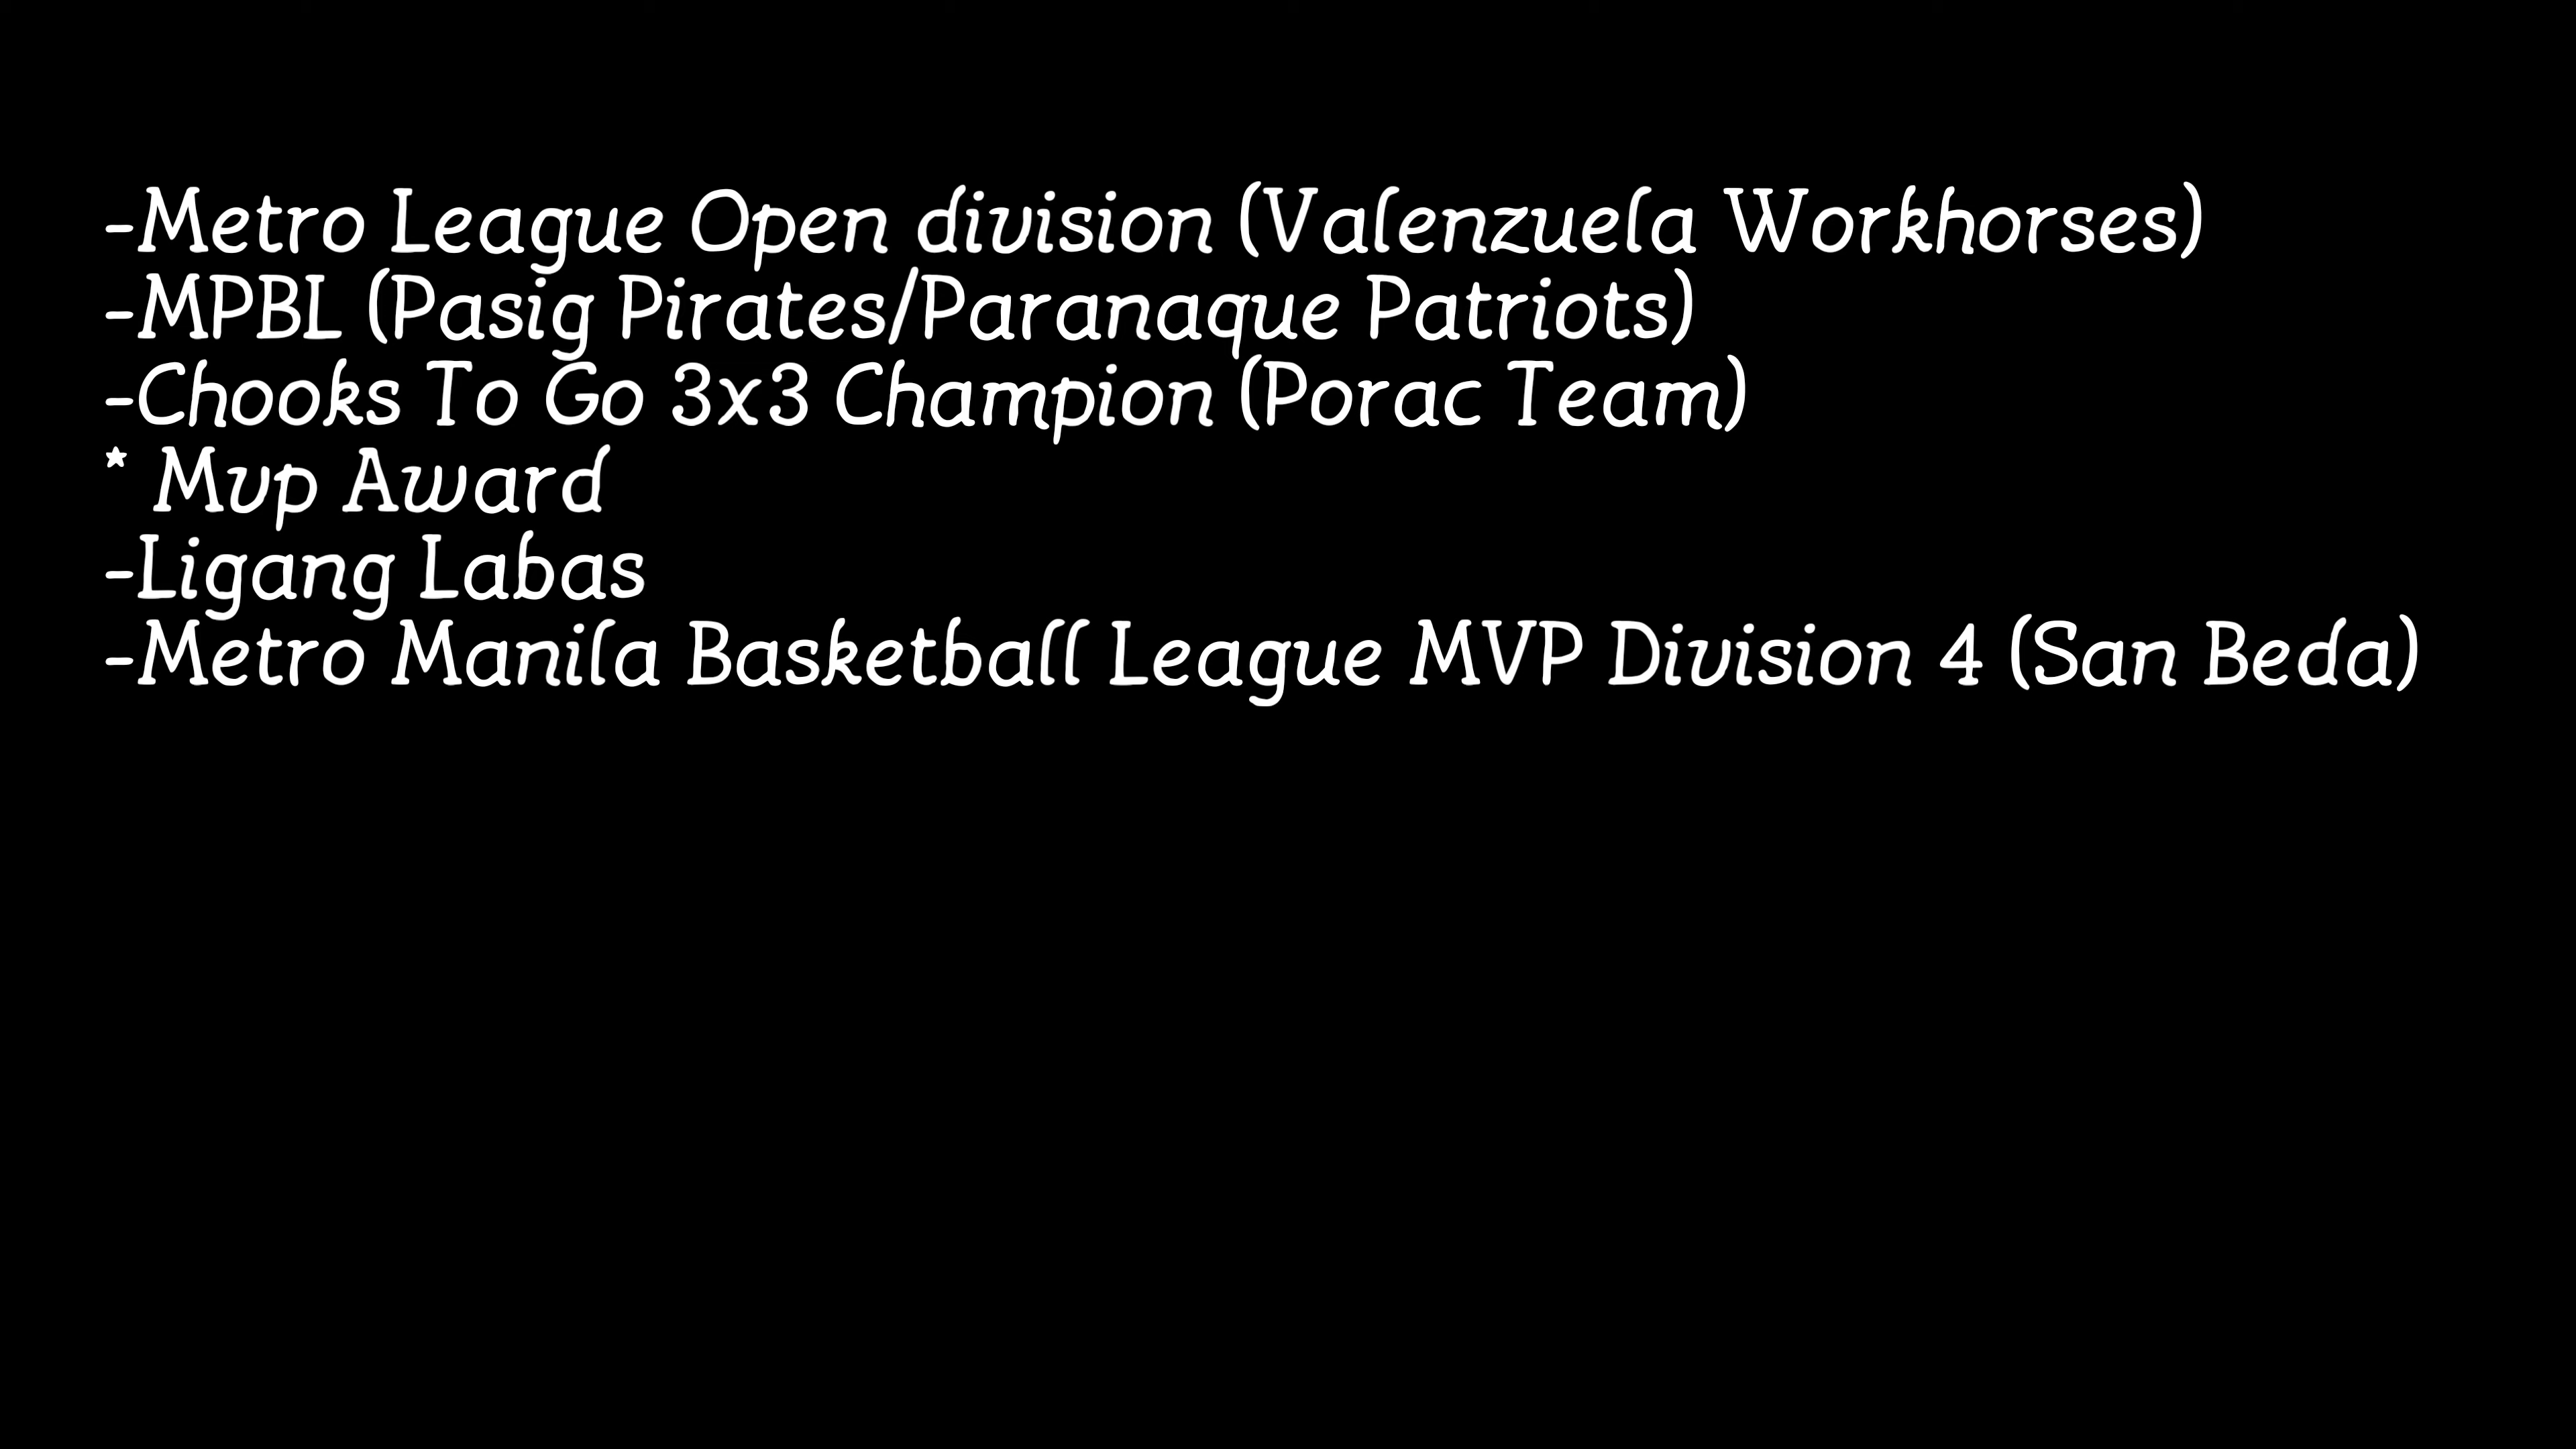 -Metro League Open division (Valenzuela Workhorses)
-MPBL (Pasig Pirates/Paranaque Patriots)
-Chooks To Go 3x3 Champion (Porac Team)
* Mvp Award
-Ligang Labas
-Metro Manila Basketball League MVP Division 4 (San Beda)